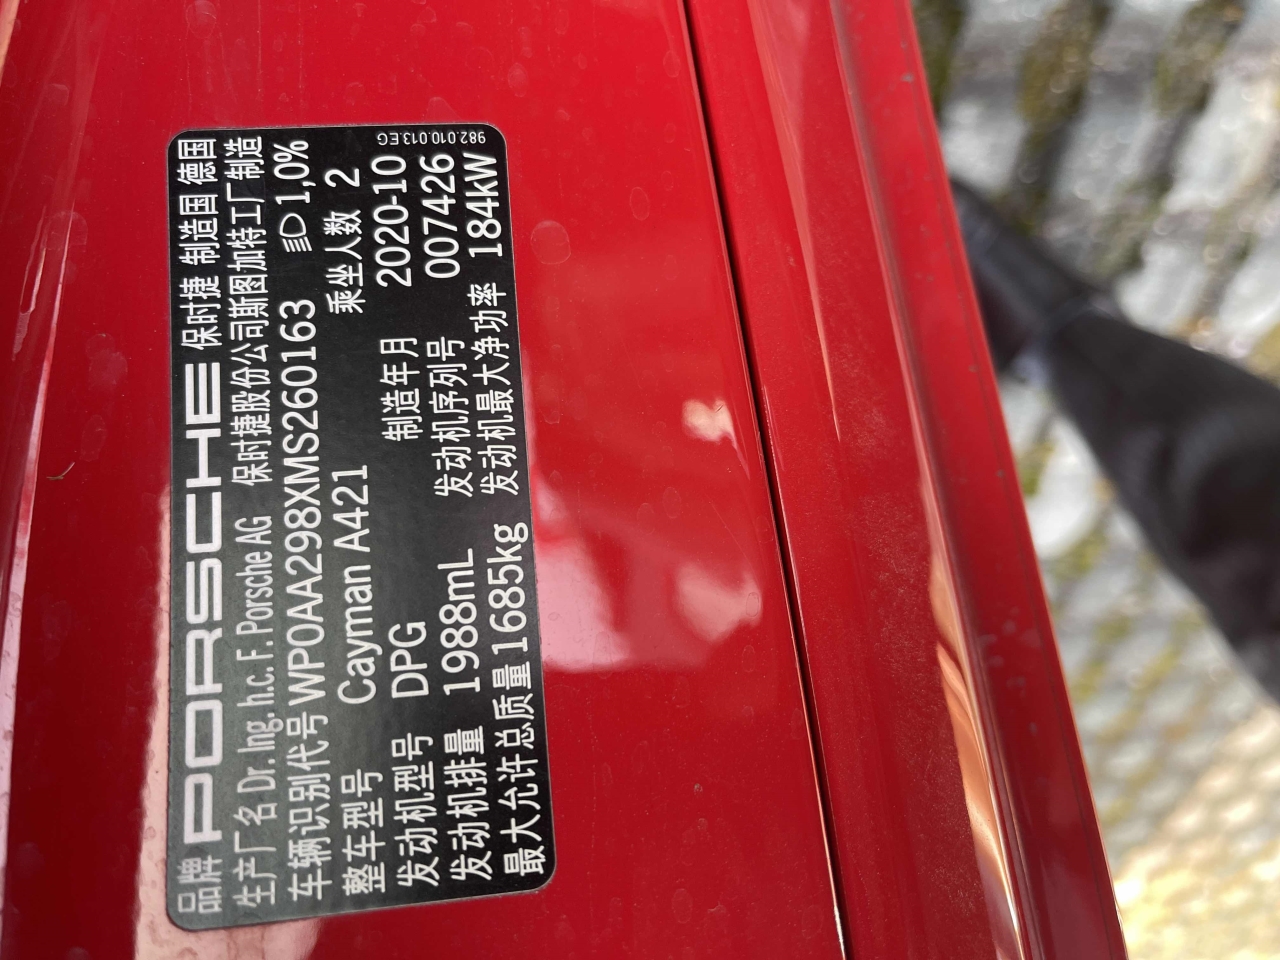 品牌 PORSCHE 保时捷 制造国 德国
生产厂名 Dr. Ing. h.c. F. Porsche AG 保时捷股份公司斯图加特工厂制造
车辆识别代号 WP0AA298XMS260163 1,0%
整车型号 Cayman A421 乘坐人数 2
发动机型号 DPG 制造年月 2020-10
发动机排量 1988mL 发动机序列号 007426
最大允许总质量 1685kg 发动机最大净功率 184kW
982.010.013.EG